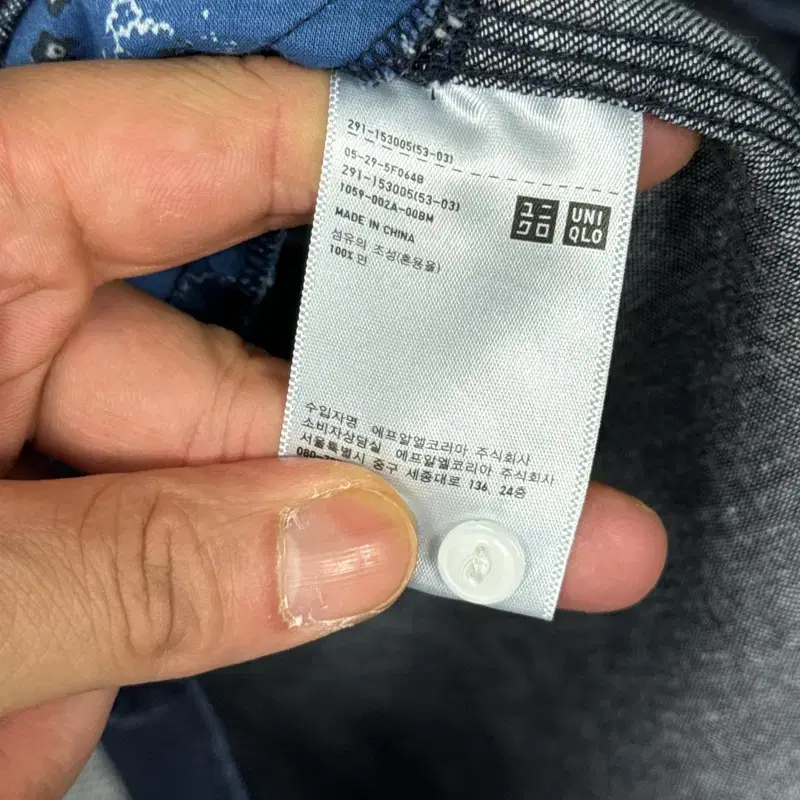 291-153005(53-03)
05-29-5F064B
291-153005(53-03)
1059-002A-00BM
MADE IN CHINA
섬유의 조성(혼용율)
100% 면
ユニ
クロ
UNI
QLO
수입자명 에프알엘코리아 주식회사
소비자상담실 에프알엘코리아 주식회사
서울특별시 중구 세종대로 136, 24층